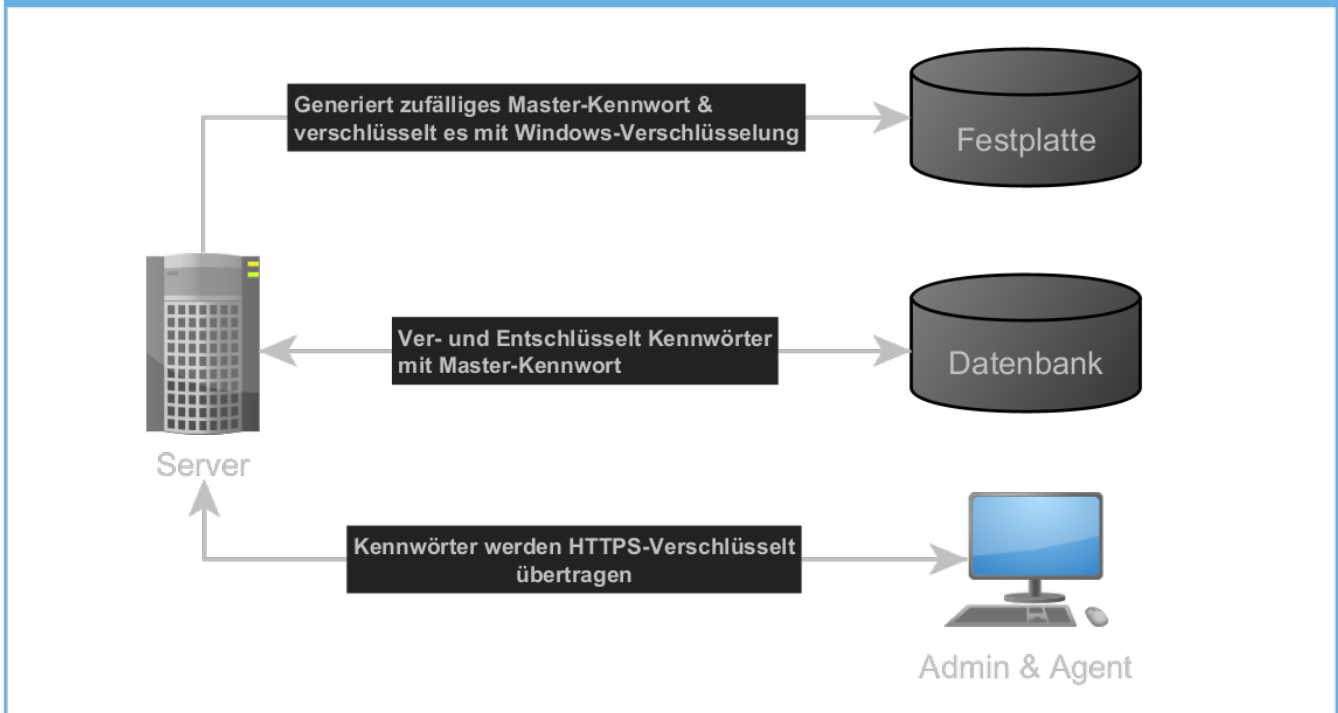 Generiert zufälliges Master-Kennwort &
verschlüsselt es mit Windows-Verschlüsselung
Festplatte
Ver- und Entschlüsselt Kennwörter
mit Master-Kennwort
Datenbank
Server
Kennwörter werden HTTPS-Verschlüsselt
übertragen
Admin & Agent